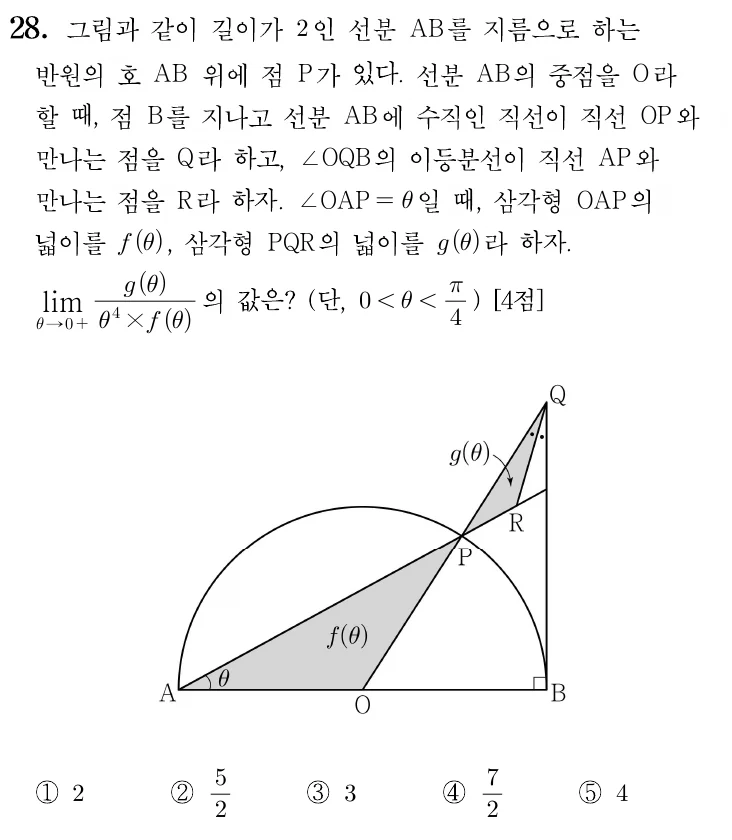 28. 그림과 같이 길이가 2인 선분 AB를 지름으로 하는
반원의 호 AB 위에 점 P가 있다. 선분 AB의 중점을 O라
할 때, 점 B를 지나고 선분 AB에 수직인 직선이 직선 OP와
만나는 점을 Q라 하고, ∠OQB의 이등분선이 직선 AP와
만나는 점을 R라 하자. ∠OAP=θ일 때, 삼각형 OAP의
넓이를 f(θ), 삼각형 PQR의 넓이를 g(θ)라 하자.
lim θ→0+ g(θ)/θ⁴×f(θ) 의 값은? (단, 0<θ<π/4) [4점]
Q
g(θ)
R
P
f(θ)
A
θ
O
B
① 2 ② 5/2 ③ 3 ④ 7/2 ⑤ 4